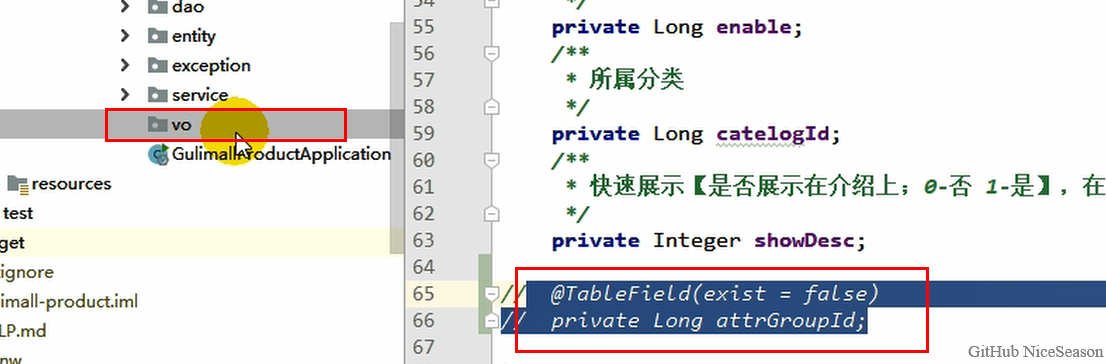 dao
entity
exception
service
vo
GulimallProductApplication
resources
test
get
tignore
imall-product.iml
LP.md
54
*/
55 private Long enable;
56 /**
57 * 所属分类
58 */
59 private Long catelogId;
60 /**
61 * 快速展示【是否展示在介绍上；0-否 1-是】，在
62 */
63 private Integer showDesc;
64
65 // @TableField(exist = false)
66 // private Long attrGroupId;
67
GitHub NiceSeason